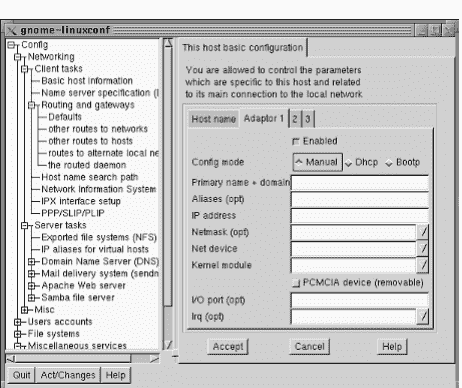 gnome-linuxconf
Config
Networking
Client tasks
Basic host information
Name server specification (I
Routing and gateways
Defaults
other routes to networks
other routes to hosts
routes to alternate local ne
the routed daemon
Host name search path
Network Information System
IPX interface setup
PPP/SLIP/PLIP
Server tasks
Exported file systems (NFS)
IP aliases for virtual hosts
Domain Name Server (DNS)
Mail delivery system (sendn
Apache Web server
Samba file server
Misc
Users accounts
File systems
Miscellaneous services
Quit Act/Changes Help
This host basic configuration
You are allowed to control the parameters
which are specific to this host and related
to its main connection to the local network
Host name Adaptor 1 2 3
Enabled
Config mode Manual Dhcp Bootp
Primary name + domain
Aliases (opt)
IP address
Netmask (opt)
Net device
Kernel module
PCMCIA device (removable)
I/O port (opt)
Irq (opt)
Accept Cancel Help